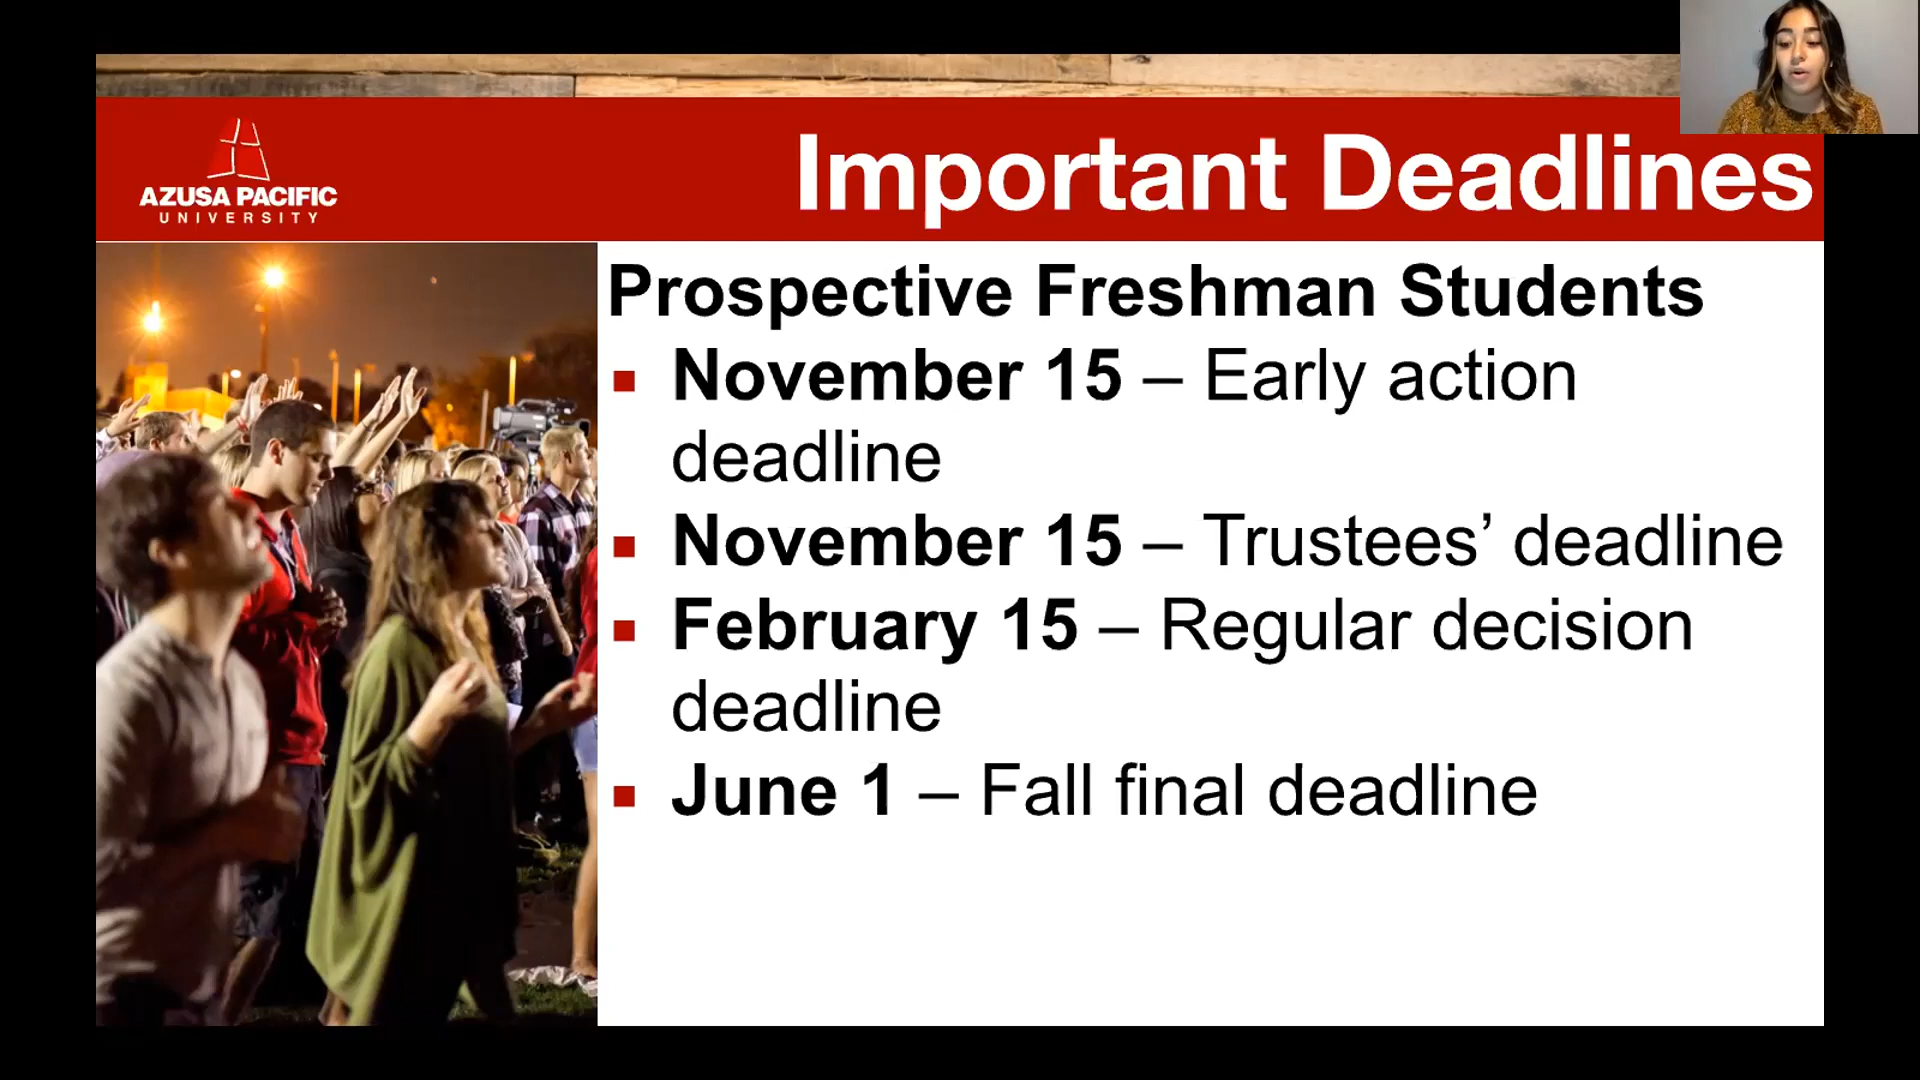 AZUSA PACIFIC
UNIVERSITY
Important Deadlines
Prospective Freshman Students
November 15 – Early action
deadline
November 15 – Trustees’ deadline
February 15 – Regular decision
deadline
June 1 – Fall final deadline